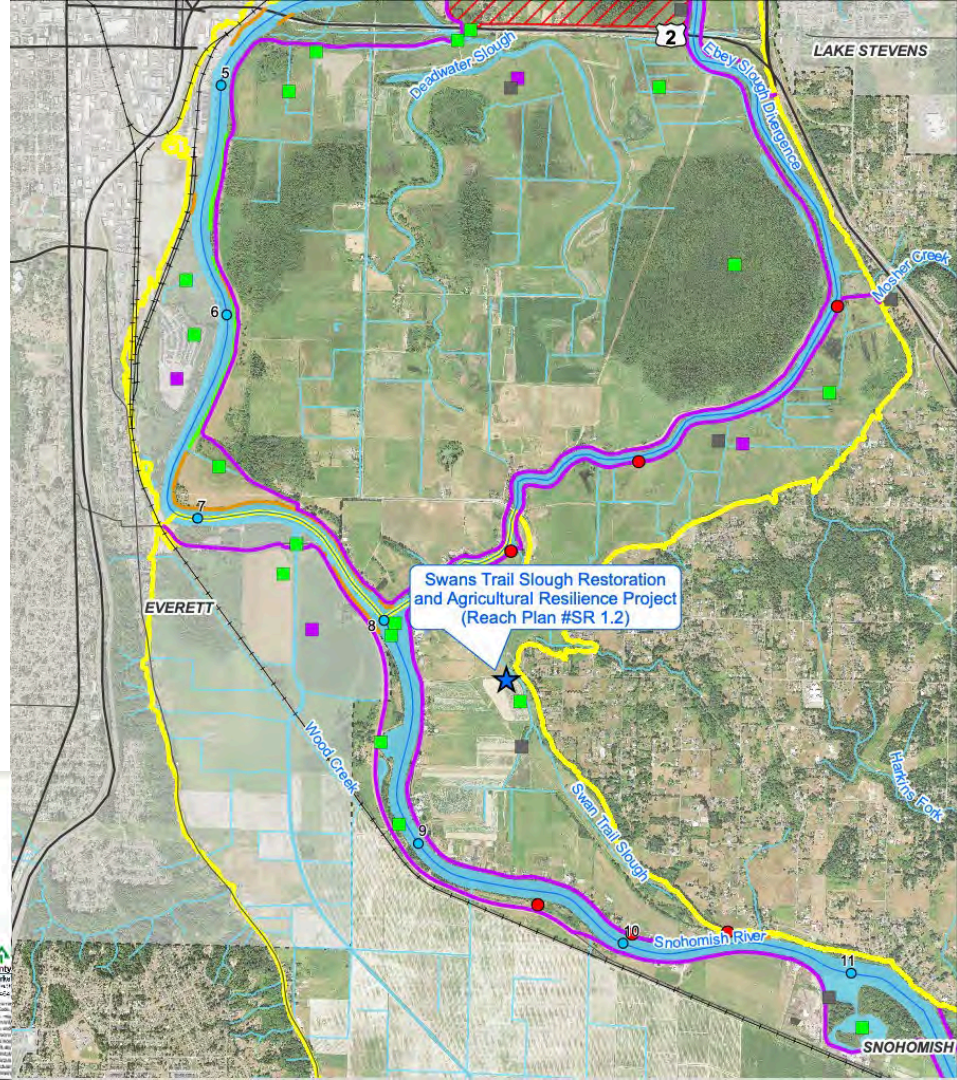 2
LAKE STEVENS
Deadwater Slough
Ebey Slough Divergence
5
Mosher Creek
6
7
Swans Trail Slough Restoration
and Agricultural Resilience Project
(Reach Plan #SR 1.2)
EVERETT
8
Wood Creek
Harkins Fork
Swan Trail Slough
9
10
Snohomish River
11
SNOHOMISH